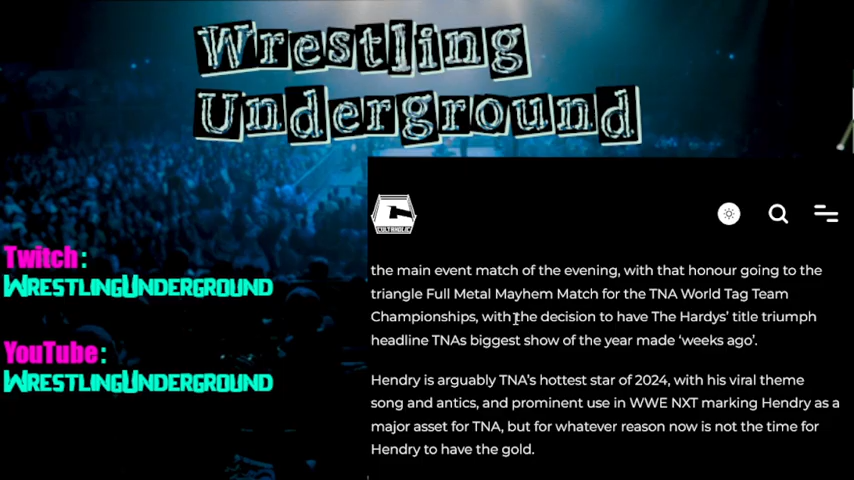 Wrestling
Underground
CULTAHOLIC
Twitch:
WrestlingUnderground
YouTube:
WrestlingUnderground
the main event match of the evening, with that honour going to the
triangle Full Metal Mayhem Match for the TNA World Tag Team
Championships, with the decision to have The Hardys’ title triumph
headline TNAs biggest show of the year made ‘weeks ago’.
Hendry is arguably TNA’s hottest star of 2024, with his viral theme
song and antics, and prominent use in WWE NXT marking Hendry as a
major asset for TNA, but for whatever reason now is not the time for
Hendry to have the gold.